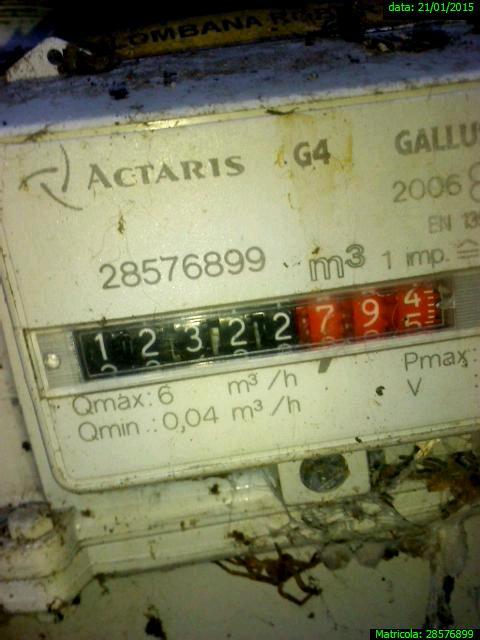 data: 21/01/2015
LOMBANA
ACTARIS G4 GALLU
2006
EN
28576899 m³ 1 imp.
12322794
Qmax: 6 m³/h Pmax:
Qmin.: 0,04 m³/h V
Matricola: 28576899